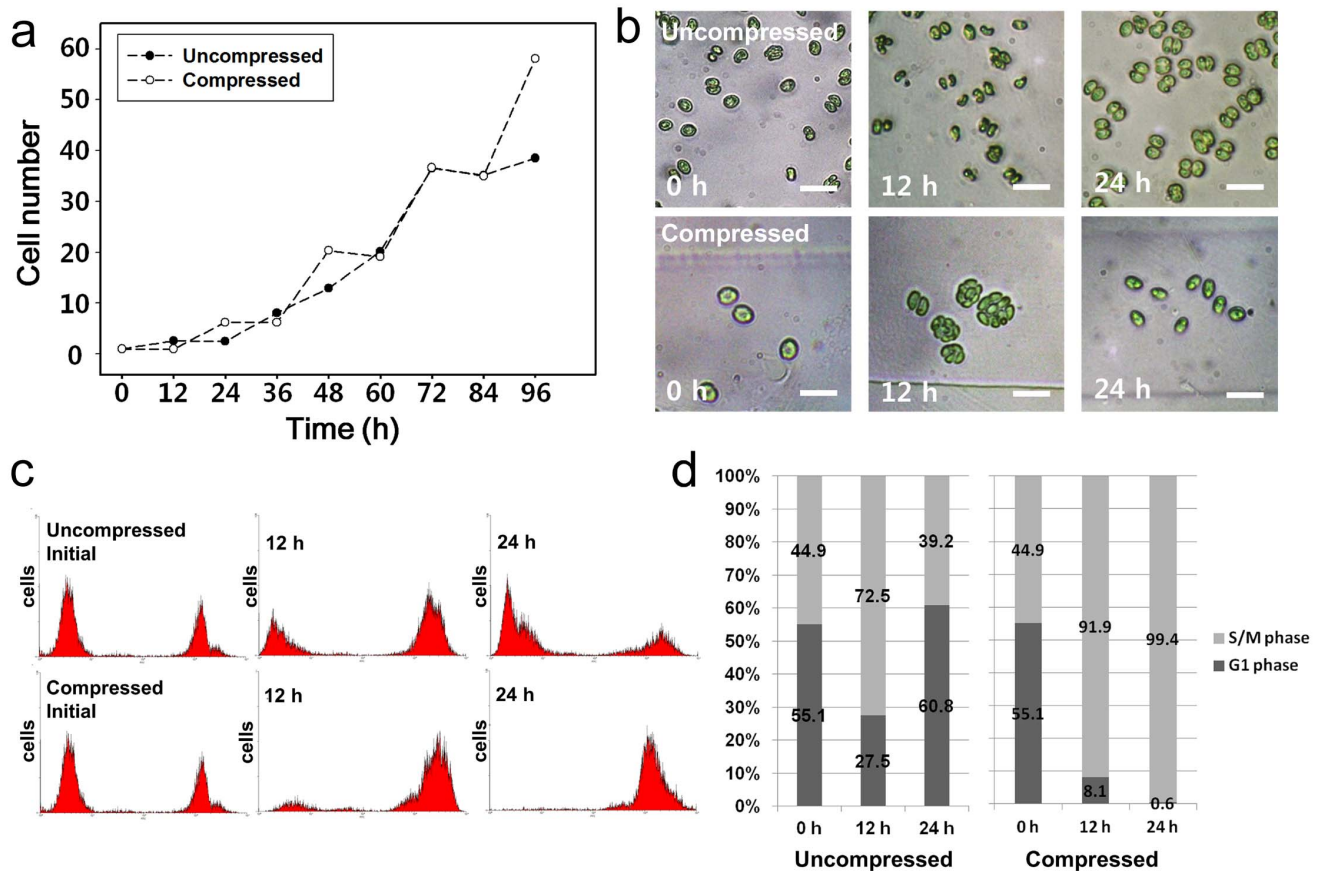 a
60
50
40
30
20
10
0
Cell number
Uncompressed
Compressed
0 12 24 36 48 60 72 84 96
Time (h)
b
Uncompressed
0 h
12 h
24 h
Compressed
0 h
12 h
24 h
c
Uncompressed
Initial
cells
12 h
cells
24 h
cells
Compressed
Initial
cells
12 h
cells
24 h
cells
d
100%
90%
80%
70%
60%
50%
40%
30%
20%
10%
0%
44.9
55.1
72.5
27.5
39.2
60.8
44.9
55.1
91.9
8.1
99.4
0.6
0 h 12 h 24 h
Uncompressed
0 h 12 h 24 h
Compressed
S/M phase
G1 phase